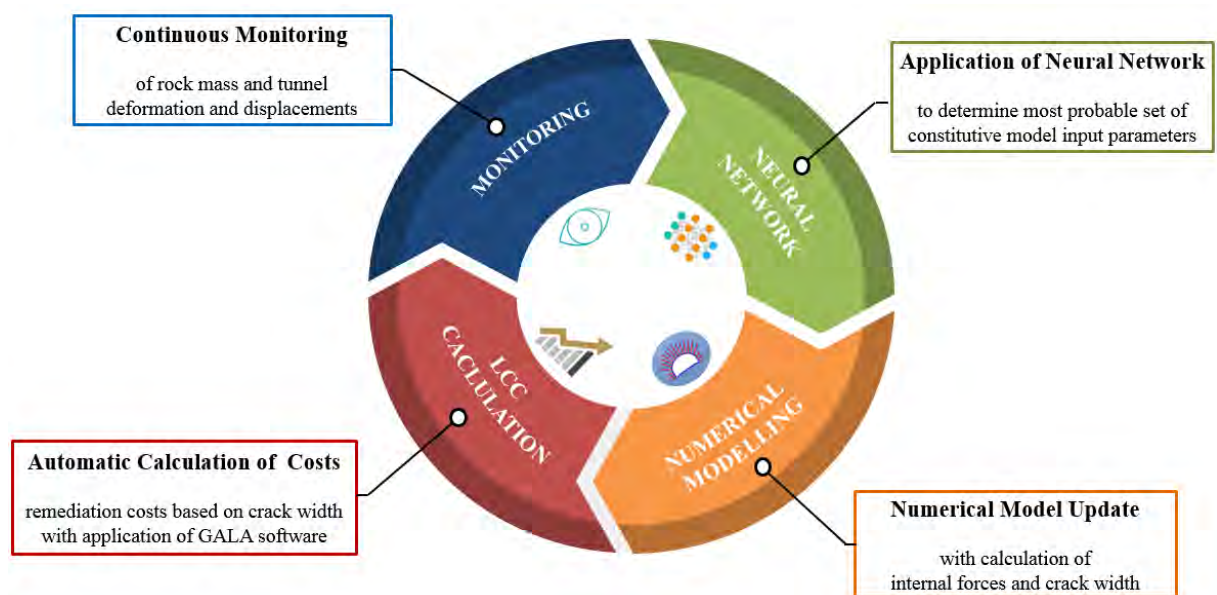 Continuous Monitoring
of rock mass and tunnel
deformation and displacements
Application of Neural Network
to determine most probable set of
constitutive model input parameters
MONITORING
NEURAL
NETWORK
LCC
CACLULATION
NUMERICAL
MODELLING
Automatic Calculation of Costs
remediation costs based on crack width
with application of GALA software
Numerical Model Update
with calculation of
internal forces and crack width